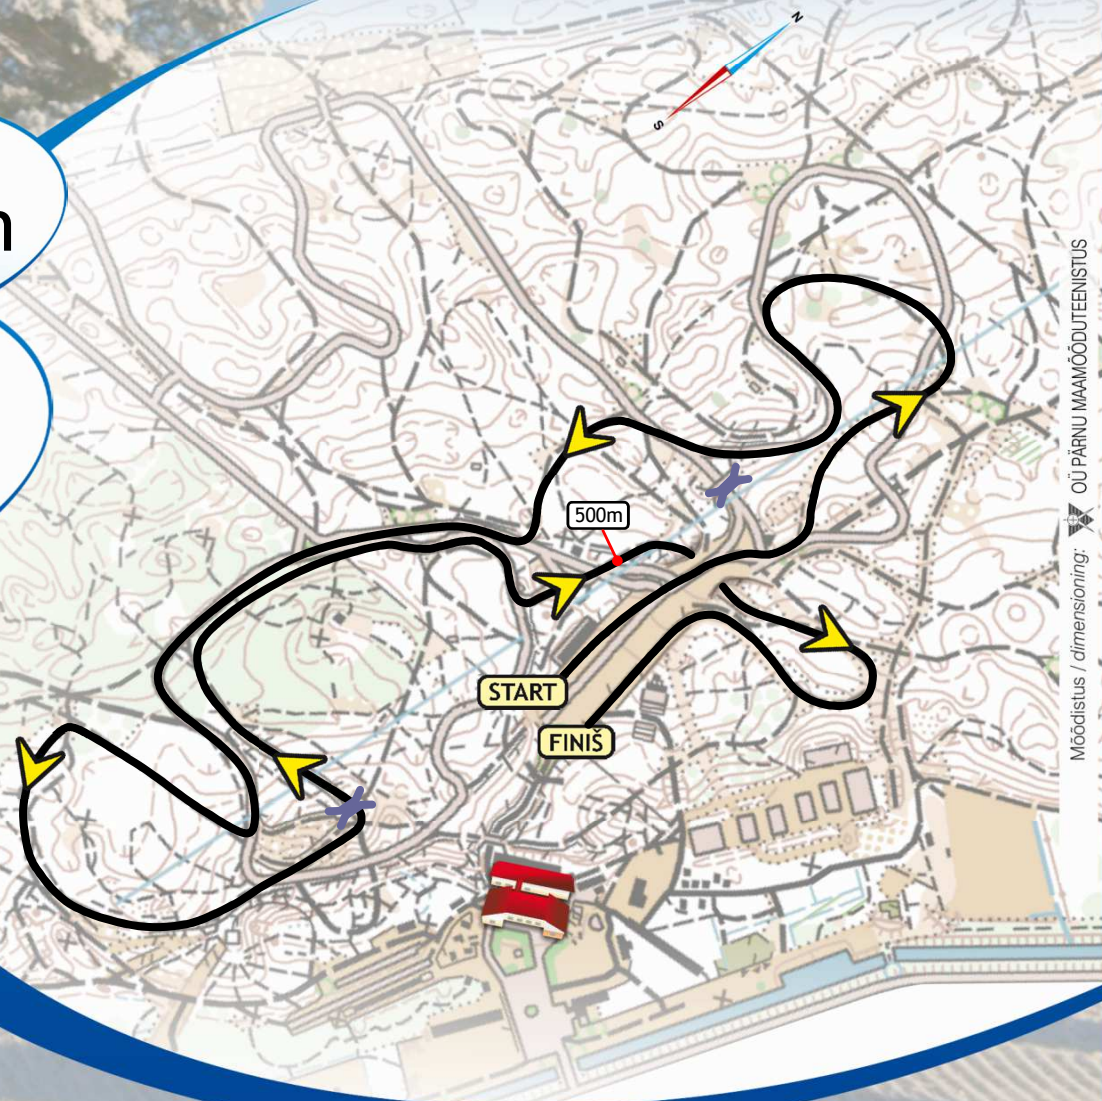 N
S
n
500m
START
FINIŠ
Mõõdistus / dimensioning: OÜ PÄRNU MAAMÕÕDUTEENISTUS